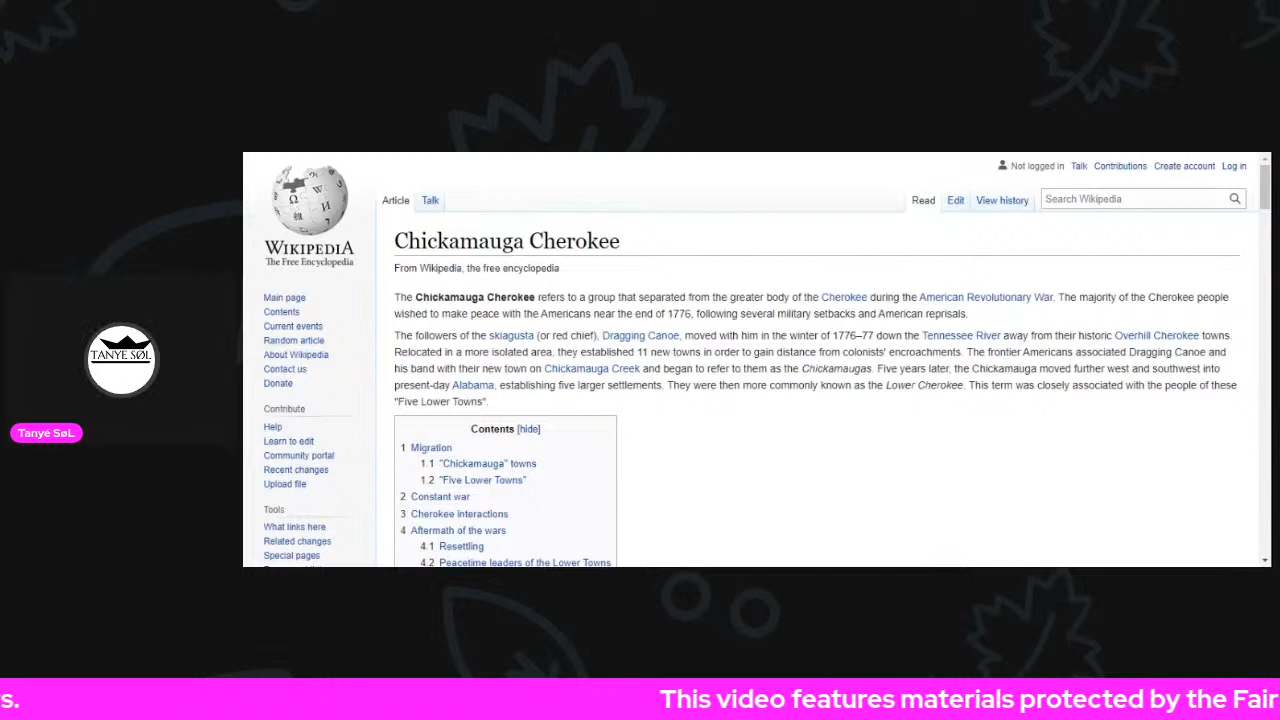 Not logged in Talk Contributions Create account Log in
Article Talk Read Edit View history Search Wikipedia
WIKIPEDIA
The Free Encyclopedia
Chickamauga Cherokee
From Wikipedia, the free encyclopedia
The Chickamauga Cherokee refers to a group that separated from the greater body of the Cherokee during the American Revolutionary War. The majority of the Cherokee people
wished to make peace with the Americans near the end of 1776, following several military setbacks and American reprisals.
The followers of the skiagusta (or red chief), Dragging Canoe, moved with him in the winter of 1776–77 down the Tennessee River away from their historic Overhill Cherokee towns.
Relocated in a more isolated area, they established 11 new towns in order to gain distance from colonists' encroachments. The frontier Americans associated Dragging Canoe and
his band with their new town on Chickamauga Creek and began to refer to them as the Chickamaugas. Five years later, the Chickamauga moved further west and southwest into
present-day Alabama, establishing five larger settlements. They were then more commonly known as the Lower Cherokee. This term was closely associated with the people of these
"Five Lower Towns".
Contents [hide]
1 Migration
1.1 "Chickamauga" towns
1.2 "Five Lower Towns"
2 Constant war
3 Cherokee interactions
4 Aftermath of the wars
4.1 Resettling
4.2 Peacetime leaders of the Lower Towns
Main page
Contents
Current events
Random article
About Wikipedia
Contact us
Donate
Contribute
Help
Learn to edit
Community portal
Recent changes
Upload file
Tools
What links here
Related changes
Special pages
TANYE SØL
Tanyé SøL
s.
This video features materials protected by the Fair